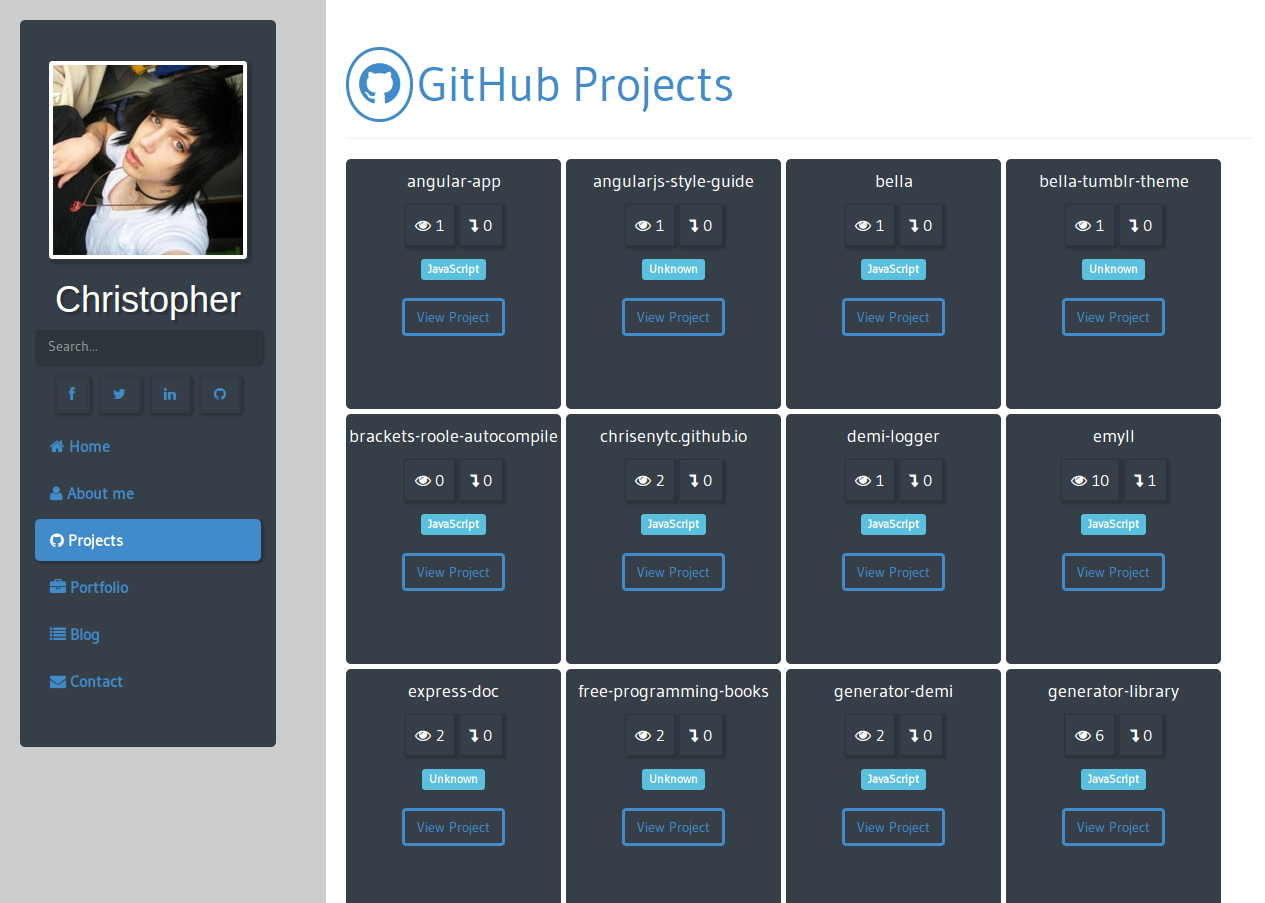 Christopher
Search...
Home
About me
Projects
Portfolio
Blog
Contact
GitHub Projects
angular-app
1 0
JavaScript
View Project
angularjs-style-guide
1 0
Unknown
View Project
bella
1 0
JavaScript
View Project
bella-tumblr-theme
1 0
Unknown
View Project
brackets-roole-autocompile
0 0
JavaScript
View Project
chrisenytc.github.io
2 0
JavaScript
View Project
demi-logger
1 0
JavaScript
View Project
emyll
10 1
JavaScript
View Project
express-doc
2 0
Unknown
View Project
free-programming-books
2 0
Unknown
View Project
generator-demi
2 0
JavaScript
View Project
generator-library
6 0
JavaScript
View Project